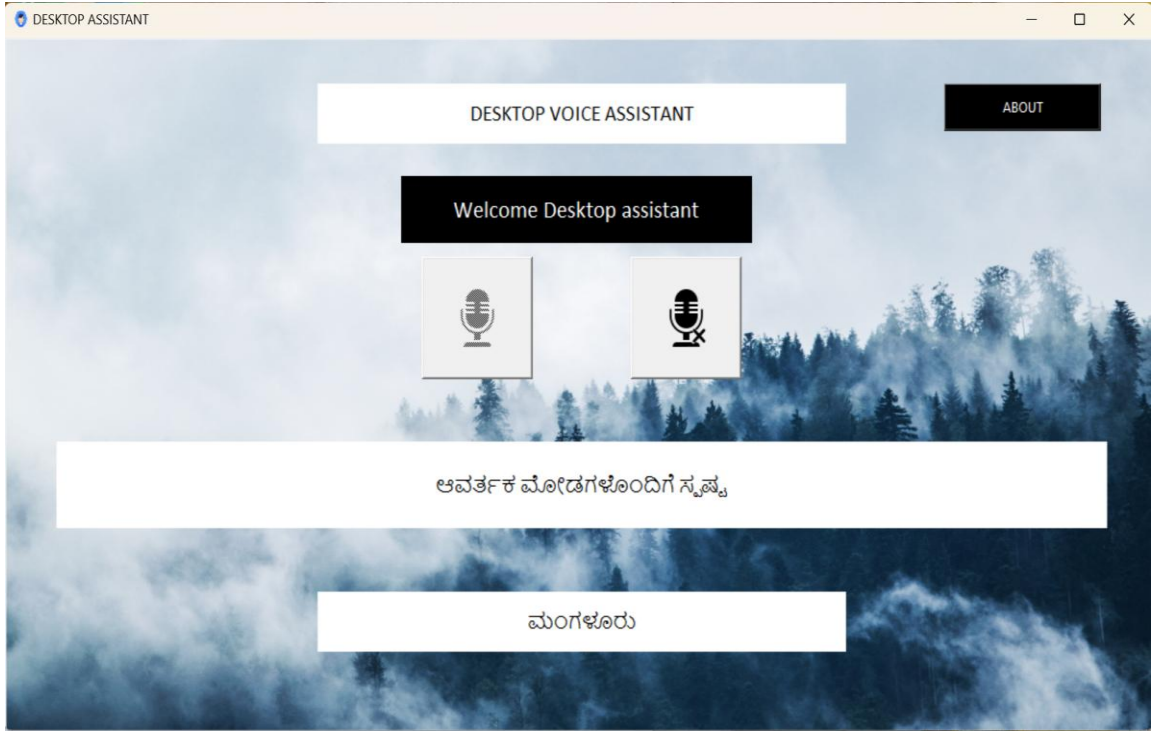 DESKTOP ASSISTANT
DESKTOP VOICE ASSISTANT
ABOUT
Welcome Desktop assistant
ಆವರ್ತಕ ಮೋಡಗಳೊಂದಿಗೆ ಸ್ಪಷ್ಟ
ಮಂಗಳೂರು